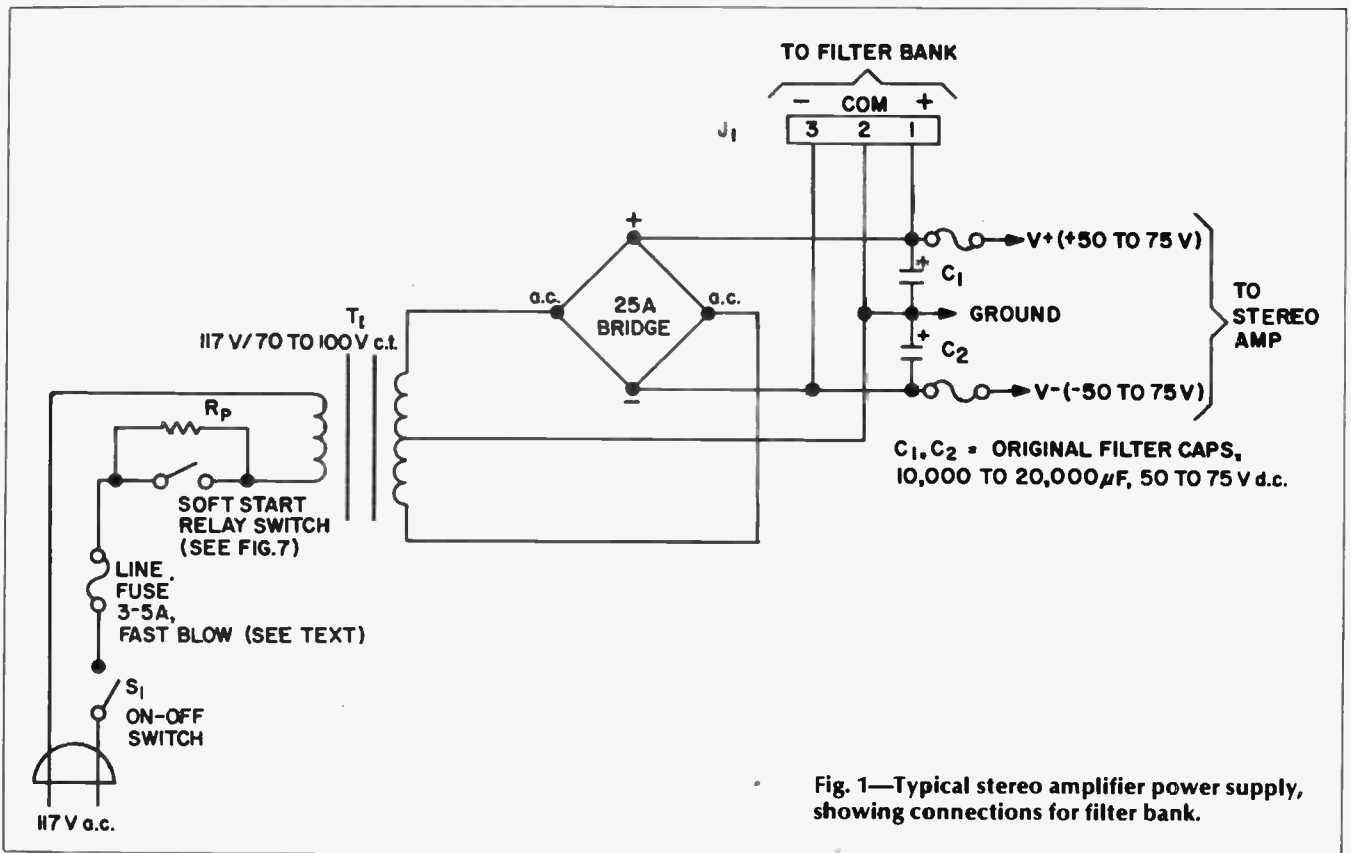 TO FILTER BANK
− COM +
J1 3 2 1
+
V+ (+50 TO 75 V)
+
C1
a.c. 25A a.c.
BRIDGE
GROUND
TO
STEREO
AMP
T1
117 V/70 TO 100 V c.t.
+
C2
−
V− (−50 TO 75 V)
RP
C1, C2 = ORIGINAL FILTER CAPS,
10,000 TO 20,000 µF, 50 TO 75 V d.c.
SOFT START
RELAY SWITCH
(SEE FIG.7)
LINE
FUSE
3-5A,
FAST BLOW (SEE TEXT)
S1
ON-OFF
SWITCH
117 V a.c.
Fig. 1—Typical stereo amplifier power supply,
showing connections for filter bank.